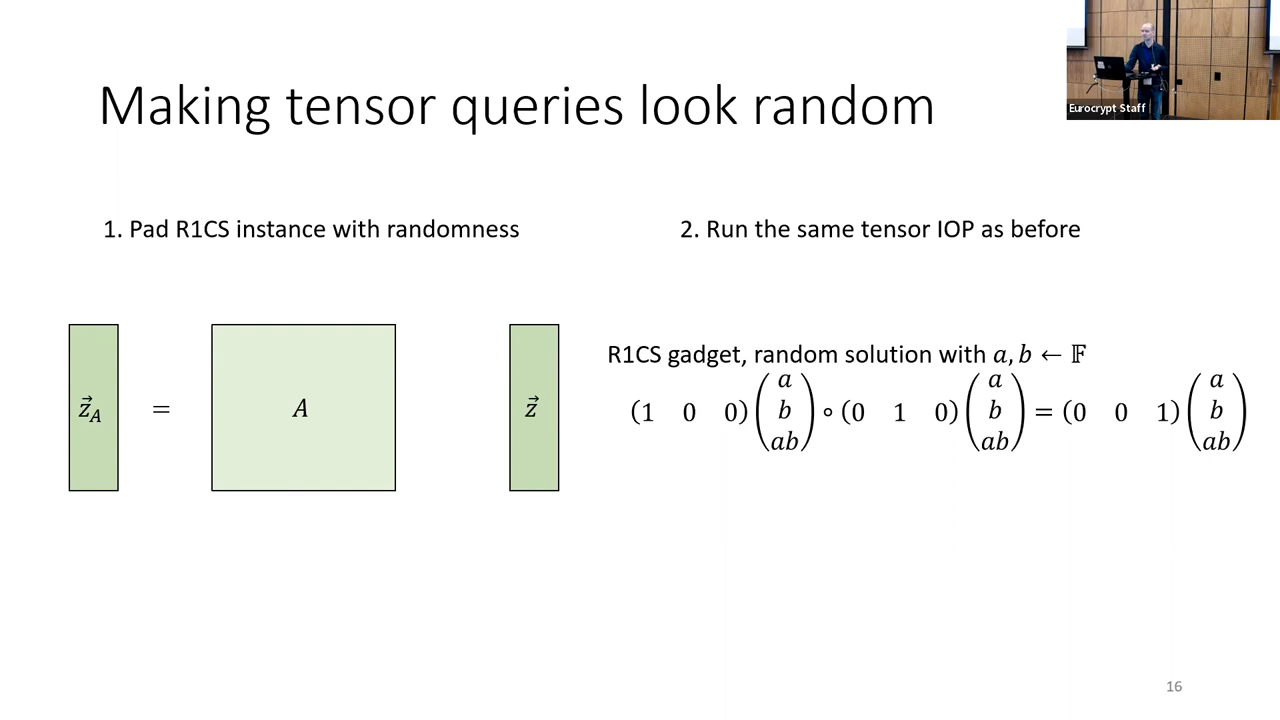 Making tensor queries look random
Eurocrypt Staff
1. Pad R1CS instance with randomness
2. Run the same tensor IOP as before
R1CS gadget, random solution with 𝑎, 𝑏 ← 𝔽
(1 0 0) (𝑎 𝑏 𝑎𝑏) ∘ (0 1 0) (𝑎 𝑏 𝑎𝑏) = (0 0 1) (𝑎 𝑏 𝑎𝑏)
𝑧⃗_𝐴 = 𝐴 𝑧⃗
16